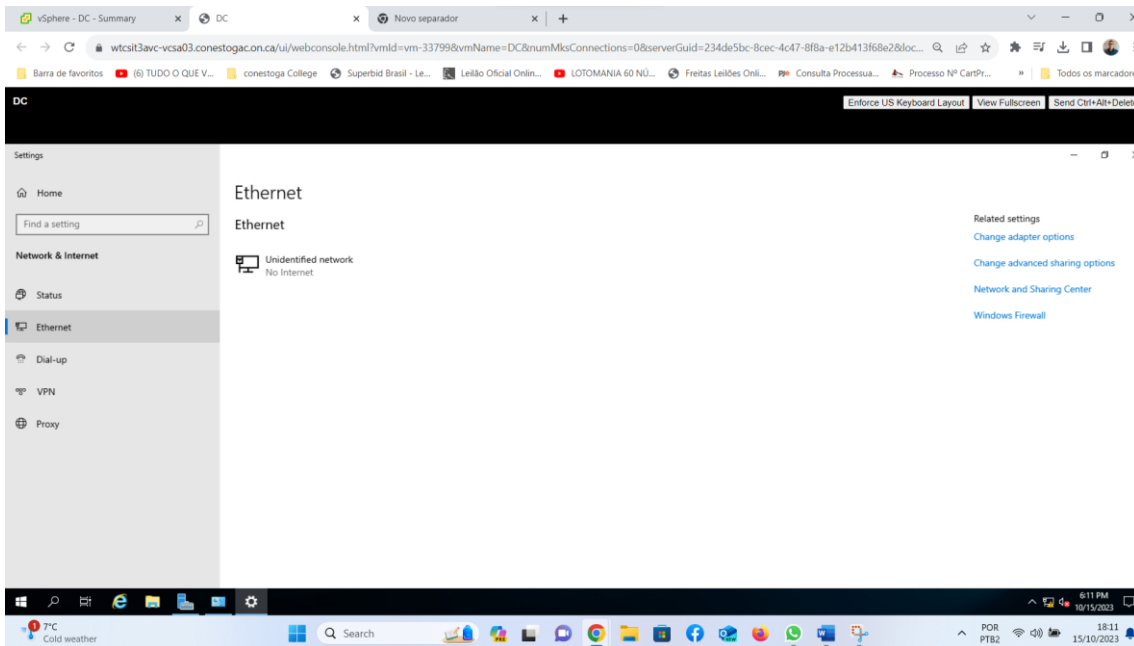 vSphere - DC - Summary
DC
Novo separador
wtcsit3avc-vcsa03.conestogac.on.ca/ui/webconsole.html?vmId=vm-33799&vmName=DC&numMksConnections=0&serverGuid=234de5bc-8cec-4c47-8f8a-e12b413f68e2&loc...
Barra de favoritos
(6) TUDO O QUE V...
conestoga College
Superbid Brasil - Le...
Leilão Oficial Onlin...
LOTOMANIA 60 NÚ...
Freitas Leilões Onli...
Consulta Processua...
Processo Nº CartPr...
»
Todos os marcadore
DC
Enforce US Keyboard Layout
View Fullscreen
Send Ctrl+Alt+Delete
Settings
Home
Find a setting
Network & Internet
Status
Ethernet
Dial-up
VPN
Proxy
Ethernet
Ethernet
Unidentified network
No Internet
Related settings
Change adapter options
Change advanced sharing options
Network and Sharing Center
Windows Firewall
6:11 PM
10/15/2023
1
7°C
Cold weather
Search
PRE
NEW
POR
PTB2
18:11
15/10/2023